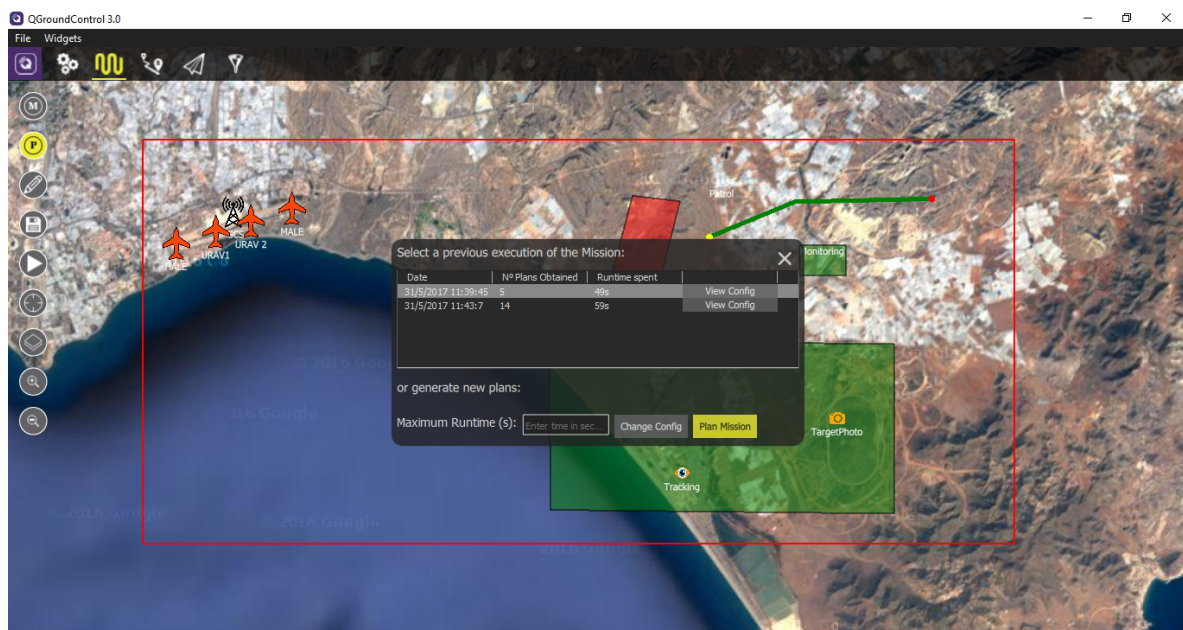 QGroundControl 3.0
File Widgets
M
P
Patrol
MALE
URAV 2
URAV1
MALE
Monitoring
Select a previous execution of the Mission:
Date Nº Plans Obtained Runtime spent
31/5/2017 11:39:45 5 49s View Config
31/5/2017 11:43:7 14 59s View Config
or generate new plans:
Maximum Runtime (s): Enter time in sec... Change Config Plan Mission
TargetPhoto
Tracking
© 2016 Google
16 Google
© 2016 Google
© 2016 Google
2016 Google